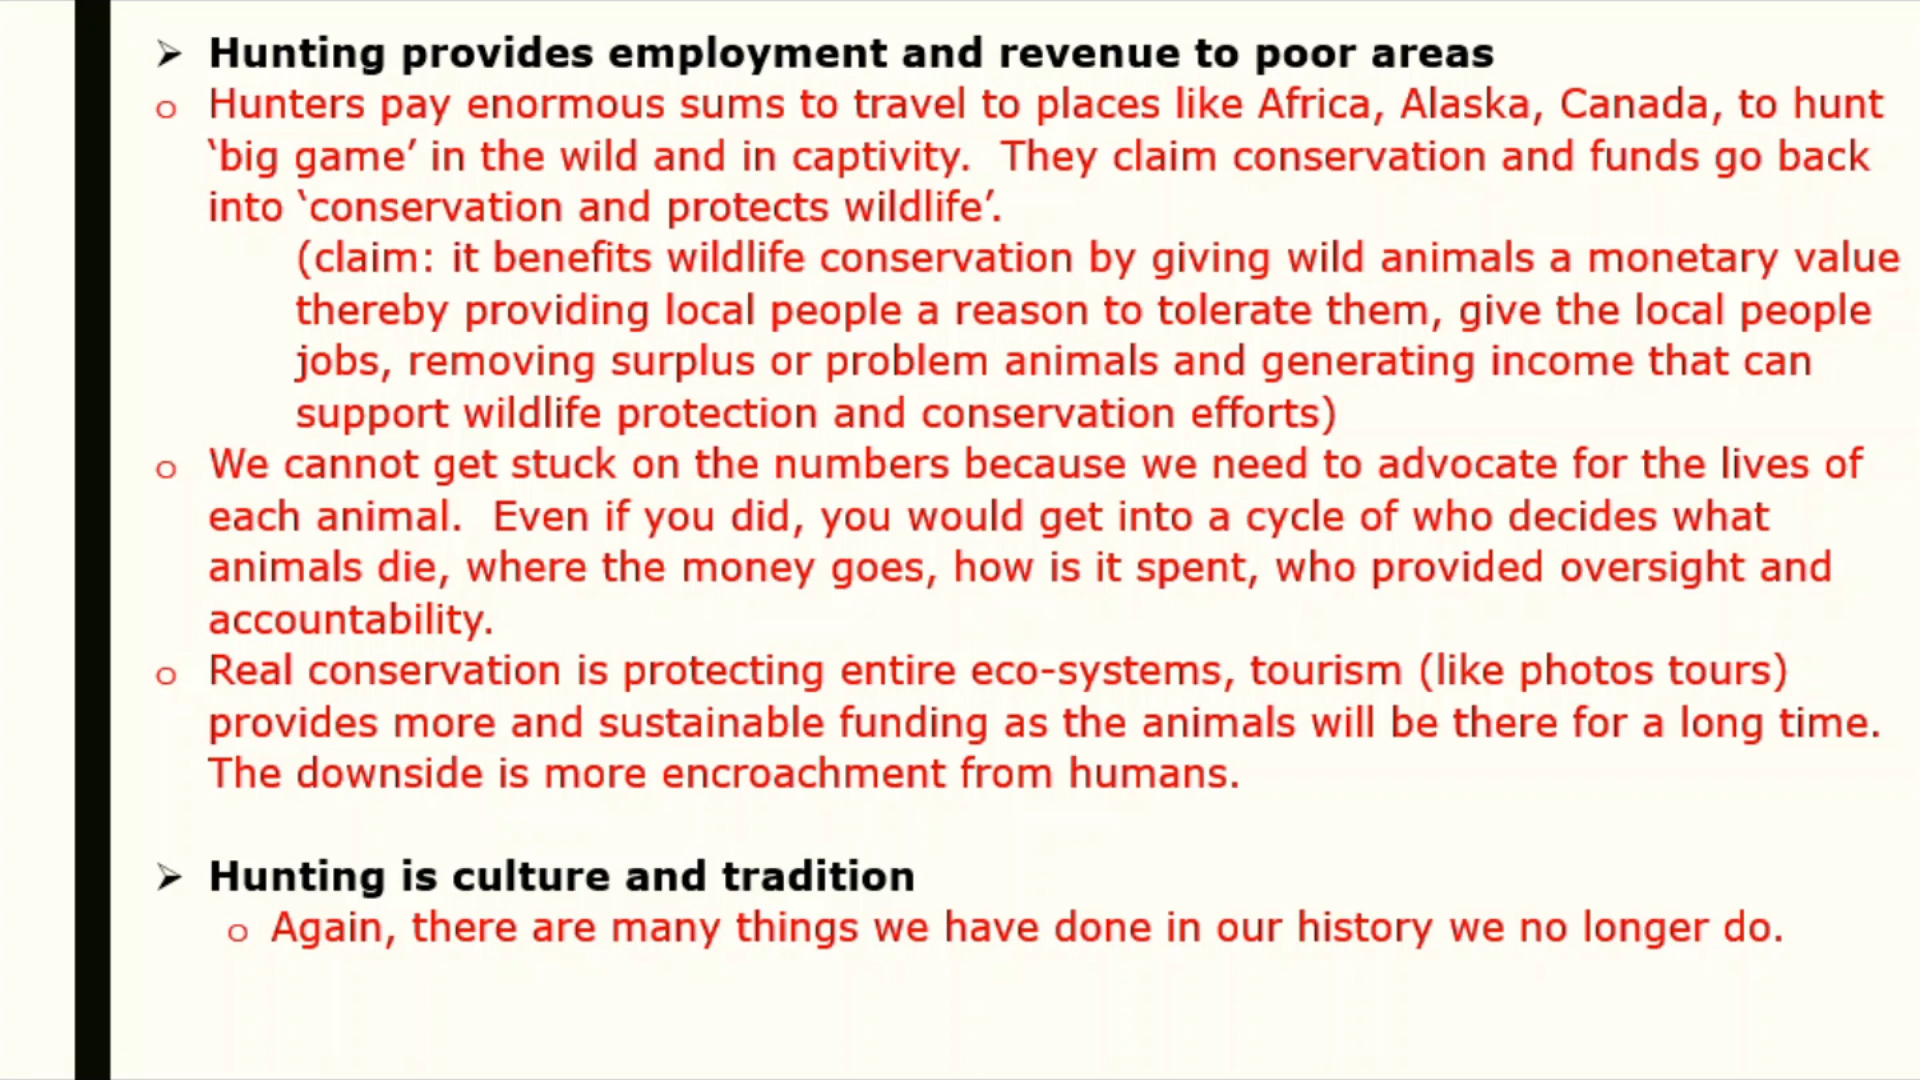 ➢ Hunting provides employment and revenue to poor areas
o Hunters pay enormous sums to travel to places like Africa, Alaska, Canada, to hunt
‘big game’ in the wild and in captivity.  They claim conservation and funds go back
into ‘conservation and protects wildlife’.
(claim: it benefits wildlife conservation by giving wild animals a monetary value
thereby providing local people a reason to tolerate them, give the local people
jobs, removing surplus or problem animals and generating income that can
support wildlife protection and conservation efforts)
o We cannot get stuck on the numbers because we need to advocate for the lives of
each animal.  Even if you did, you would get into a cycle of who decides what
animals die, where the money goes, how is it spent, who provided oversight and
accountability.
o Real conservation is protecting entire eco-systems, tourism (like photos tours)
provides more and sustainable funding as the animals will be there for a long time.
The downside is more encroachment from humans.
➢ Hunting is culture and tradition
o Again, there are many things we have done in our history we no longer do.